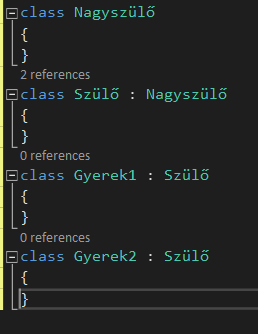 class Nagyszülő
{
}
2 references
class Szülő : Nagyszülő
{
}
0 references
class Gyerek1 : Szülő
{
}
0 references
class Gyerek2 : Szülő
{
}